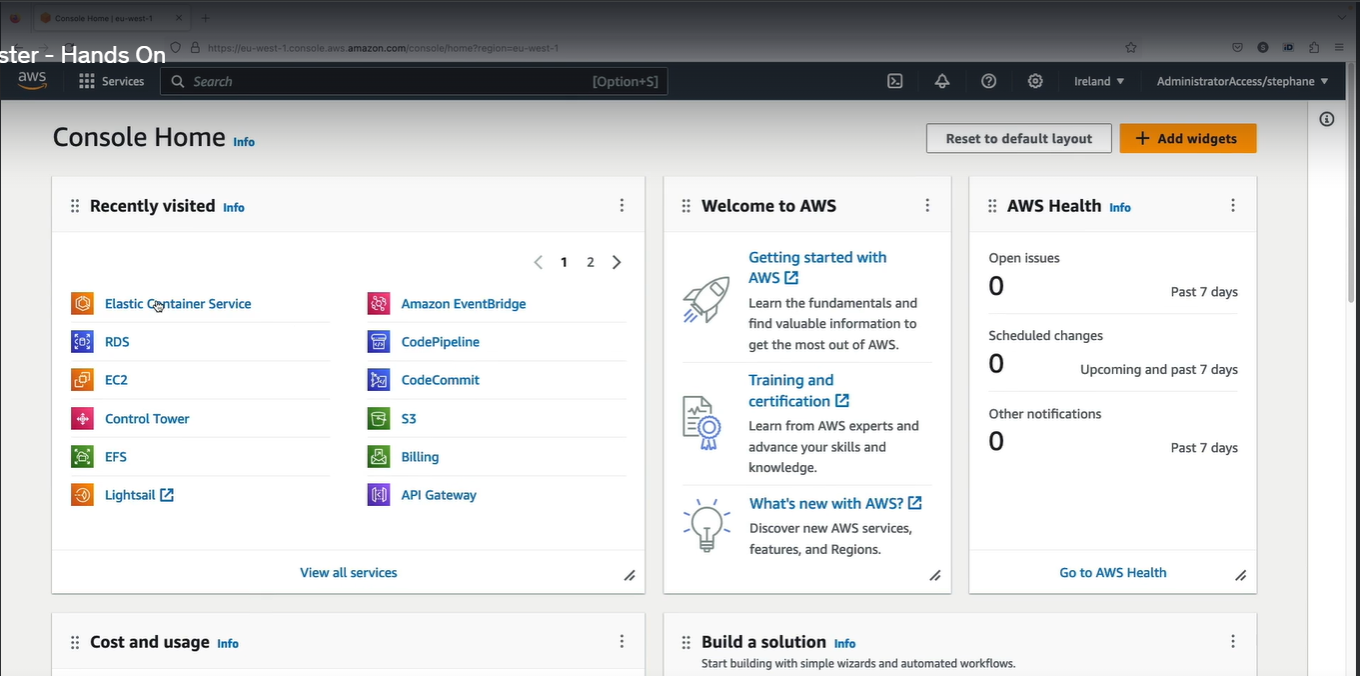 Console Home | eu-west-1
https://eu-west-1.console.aws.amazon.com/console/home?region=eu-west-1
ster - Hands On
aws
Services
Search
[Option+S]
Ireland
AdministratorAccess/stephane
Console Home Info
Reset to default layout
Add widgets
Recently visited Info
1 2
Elastic Container Service
RDS
EC2
Control Tower
EFS
Lightsail
Amazon EventBridge
CodePipeline
CodeCommit
S3
Billing
API Gateway
View all services
Welcome to AWS
Getting started with
AWS
Learn the fundamentals and
find valuable information to
get the most out of AWS.
Training and
certification
Learn from AWS experts and
advance your skills and
knowledge.
What's new with AWS?
Discover new AWS services,
features, and Regions.
AWS Health Info
Open issues
0
Past 7 days
Scheduled changes
0
Upcoming and past 7 days
Other notifications
0
Past 7 days
Go to AWS Health
Cost and usage Info
Build a solution Info
Start building with simple wizards and automated workflows.